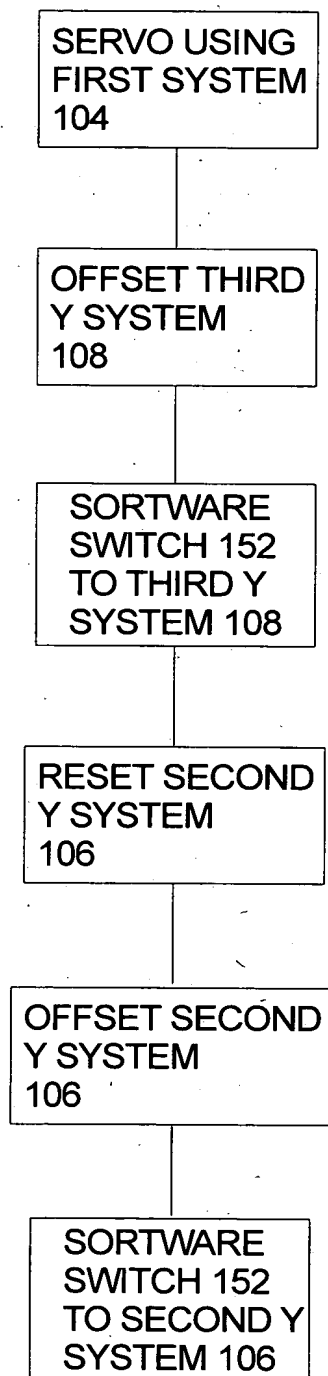 SERVO USING
FIRST SYSTEM
104
OFFSET THIRD
Y SYSTEM
108
SORTWARE
SWITCH 152
TO THIRD Y
SYSTEM 108
RESET SECOND
Y SYSTEM
106
OFFSET SECOND
Y SYSTEM
106
SORTWARE
SWITCH 152
TO SECOND Y
SYSTEM 106